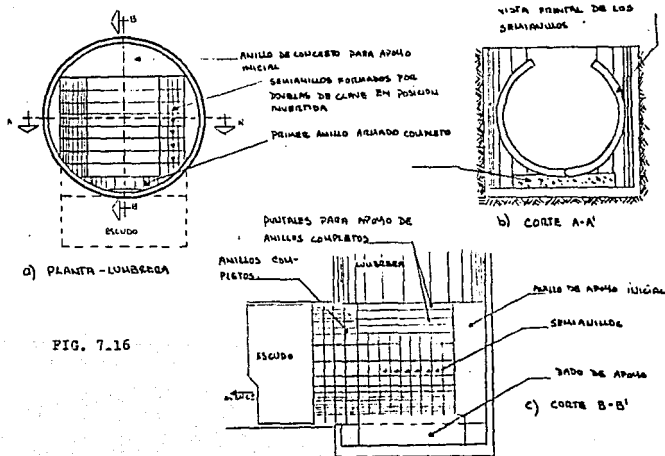 B
ANILLO DE CONCRETO PARA APOYO
INICIAL
SEMIANILLOS FORMADOS POR
DOVELAS DE CLAVE EN POSICION
INVERTIDA
A
A'
PRIMER ANILLO ARMADO COMPLETO
B
ESCUDO
a) PLANTA-LUMBRERA
VISTA FRONTAL DE LOS
SEMIANILLOS
b) CORTE A-A'
PUNTALES PARA APOYO DE
ANILLOS COMPLETOS
ANILLOS COM-
PLETOS.
LUMBRERA
ANILLO DE APOYO INICIAL
SEMIANILLOS
ESCUDO
DADO DE APOYO
AVANCE
c) CORTE B-B'
FIG. 7.16